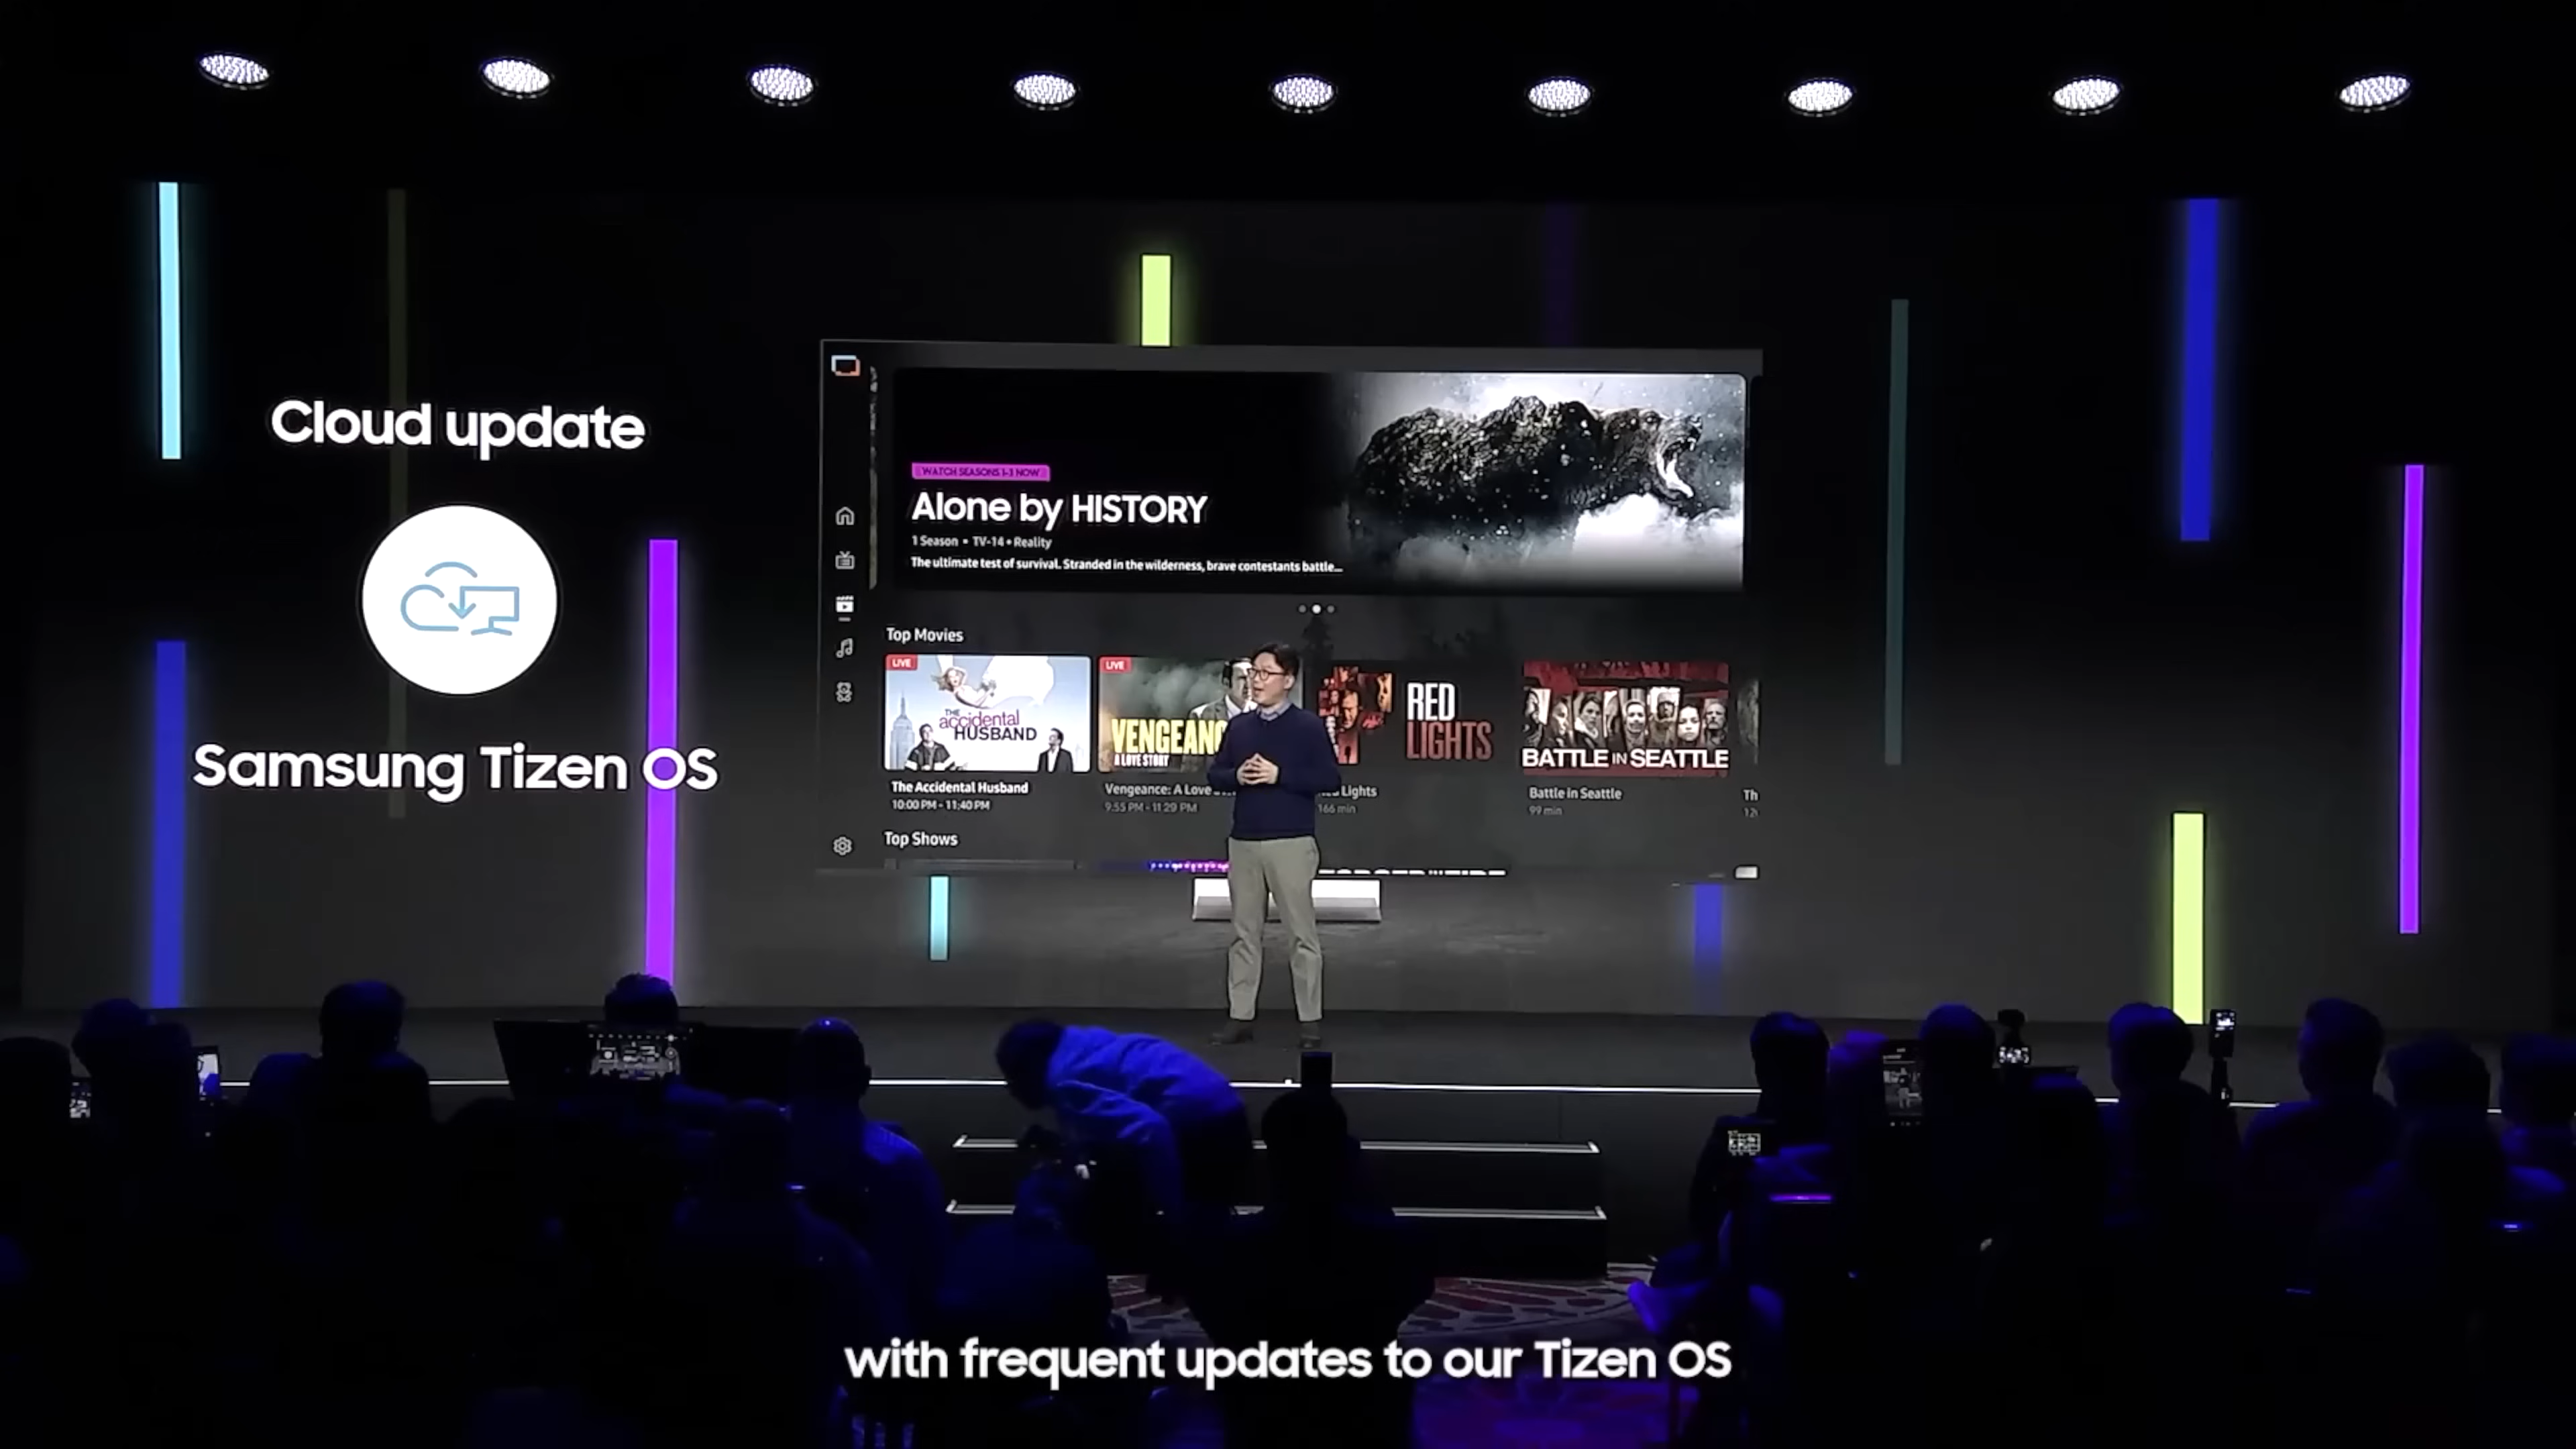 Cloud update
Samsung Tizen OS
WATCH SEASONS 1-3 NOW
Alone by HISTORY
1 Season • TV-14 • Reality
The ultimate test of survival. Stranded in the wilderness, brave contestants battle...
Top Movies
LIVE
THE accidental HUSBAND
The Accidental Husband
10:00 PM - 11:40 PM
LIVE
VENGEANC
A LOVE STORY
Vengeance: A Love
9:55 PM - 11:29 PM
RED
LIGHTS
Lights
166 min
BATTLE IN SEATTLE
Battle in Seattle
99 min
Th
Top Shows
with frequent updates to our Tizen OS